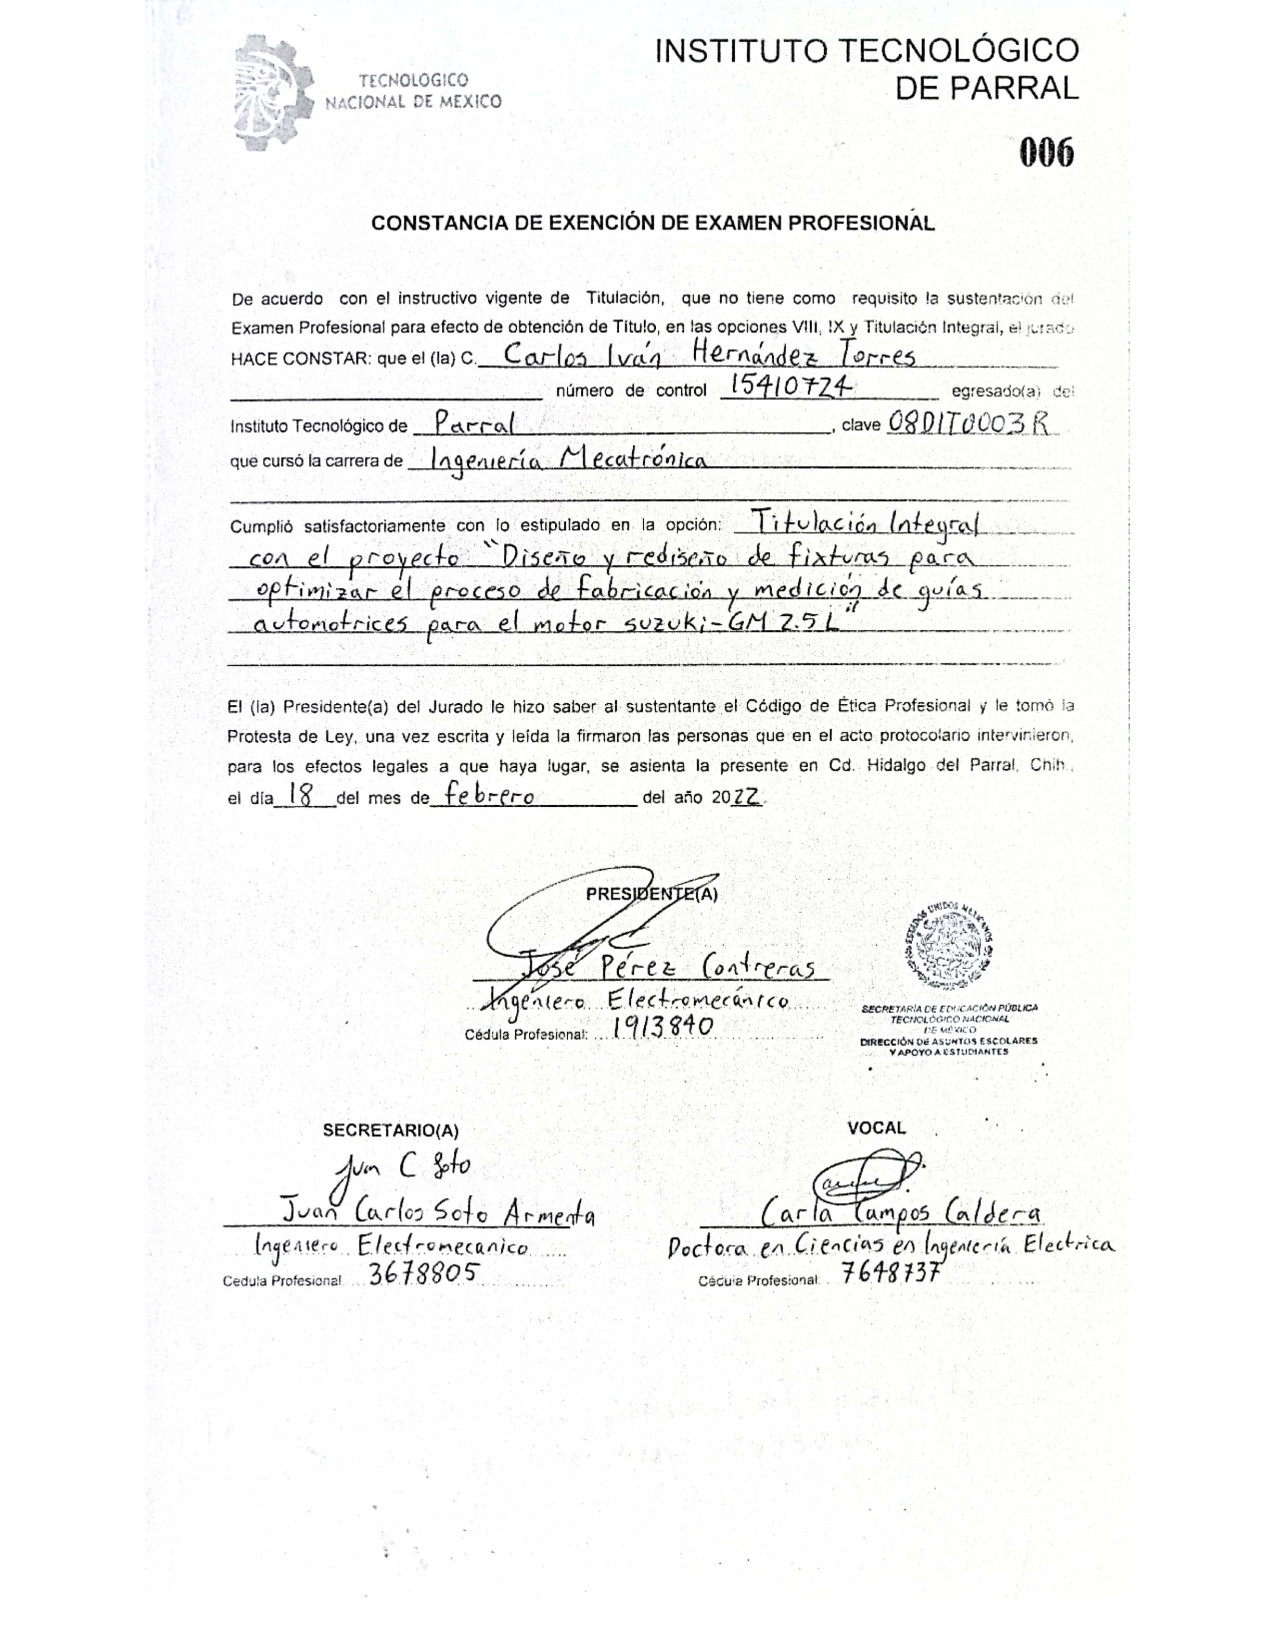 TECNOLOGICO
NACIONAL DE MEXICO
INSTITUTO TECNOLÓGICO
DE PARRAL
006
CONSTANCIA DE EXENCIÓN DE EXAMEN PROFESIONAL
De acuerdo con el instructivo vigente de Titulación, que no tiene como requisito la sustentación del
Examen Profesional para efecto de obtención de Título, en las opciones VIII, IX y Titulación Integral, el jurado
HACE CONSTAR: que el (la) C. Carlos Iván Hernández Torres
número de control 15410724 egresado(a) del
Instituto Tecnológico de Parral, clave 08DIT0003R
que cursó la carrera de Ingeniería Mecatrónica
Cumplió satisfactoriamente con lo estipulado en la opción: Titulación Integral
con el proyecto "Diseño y rediseño de fixturas para
optimizar el proceso de fabricación y medición de guías
automotrices para el motor suzuki-GM 2.5L"
El (la) Presidente(a) del Jurado le hizo saber al sustentante el Código de Ética Profesional y le tomó la
Protesta de Ley, una vez escrita y leída la firmaron las personas que en el acto protocolario intervinieron,
para los efectos legales a que haya lugar, se asienta la presente en Cd. Hidalgo del Parral, Chih.,
el día 18 del mes de febrero del año 2022.
PRESIDENTE(A)
José Pérez Contreras
Ingeniero Electromecánico
Cédula Profesional: 1913840
ESTADOS UNIDOS MEXICANOS
SECRETARÍA DE EDUCACIÓN PÚBLICA
TECNOLÓGICO NACIONAL
DE MÉXICO
DIRECCIÓN DE ASUNTOS ESCOLARES
Y APOYO A ESTUDIANTES
SECRETARIO(A)
Juan C Soto
Juan Carlos Soto Armenta
Ingeniero Electromecanico
Cedula Profesional 3678805
VOCAL
Carla Campos Caldera
Doctora en Ciencias en Ingeniería Electrica
Cédula Profesional 7648737